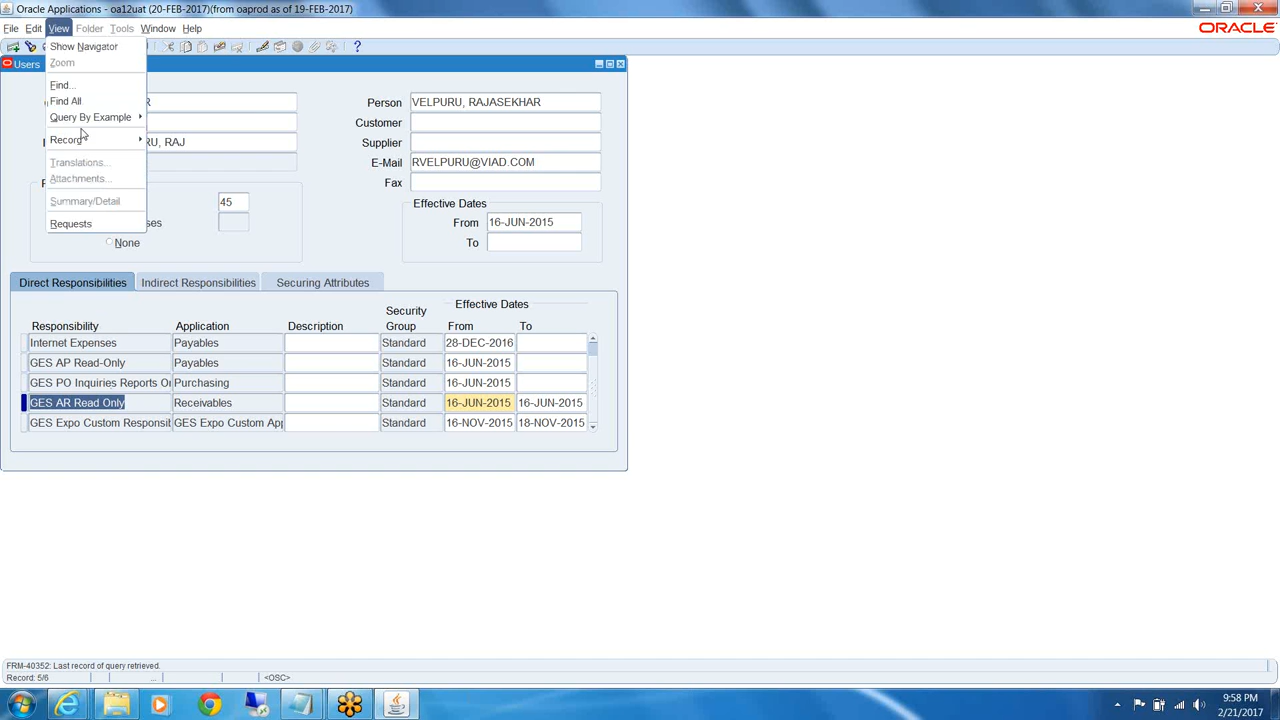 Oracle Applications - oa12uat (20-FEB-2017)(from oaprod as of 19-FEB-2017)
File Edit View Folder Tools Window Help
ORACLE
Users
Show Navigator
Zoom
Find...
Find All
Query By Example
Record
Translations...
Attachments...
Summary/Detail
Requests
R
RU, RAJ
Person VELPURU, RAJASEKHAR
Customer
Supplier
E-Mail RVELPURU@VIAD.COM
Fax
45
ses
None
Effective Dates
From 16-JUN-2015
To
Direct Responsibilities Indirect Responsibilities Securing Attributes
Effective Dates
Security
Responsibility Application Description Group From To
Internet Expenses Payables Standard 28-DEC-2016
GES AP Read-Only Payables Standard 16-JUN-2015
GES PO Inquiries Reports O Purchasing Standard 16-JUN-2015
GES AR Read Only Receivables Standard 16-JUN-2015 16-JUN-2015
GES Expo Custom Responsib GES Expo Custom App Standard 16-NOV-2015 18-NOV-2015
FRM-40352: Last record of query retrieved.
Record: 5/6 ... <OSC>
9:58 PM
2/21/2017